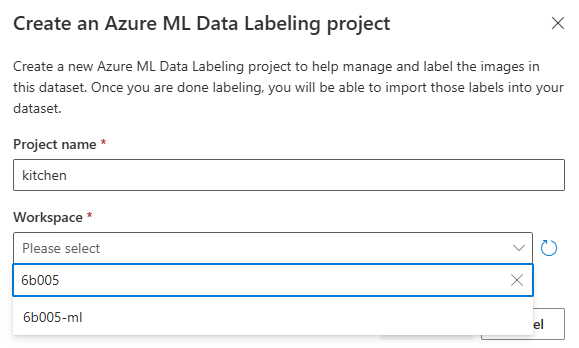 Create an Azure ML Data Labeling project
Create a new Azure ML Data Labeling project to help manage and label the images in
this dataset. Once you are done labeling, you will be able to import those labels into your
dataset.
Project name *
kitchen
Workspace *
Please select
6b005
6b005-ml